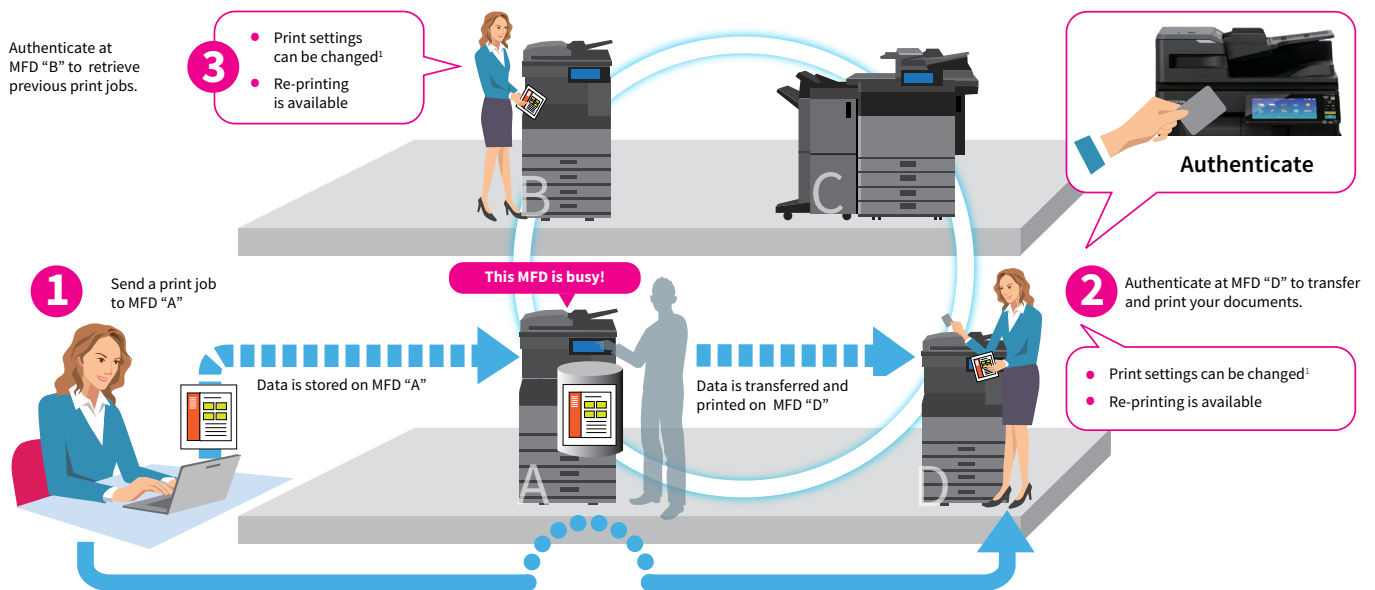 Authenticate at
MFD “B” to retrieve
previous print jobs.
3
• Print settings
can be changed¹
• Re-printing
is available
B
C
Authenticate
1
Send a print job
to MFD “A”
This MFD is busy!
2
Authenticate at MFD “D” to transfer
and print your documents.
• Print settings can be changed¹
• Re-printing is available
Data is stored on MFD “A”
Data is transferred and
printed on MFD “D”
A
D